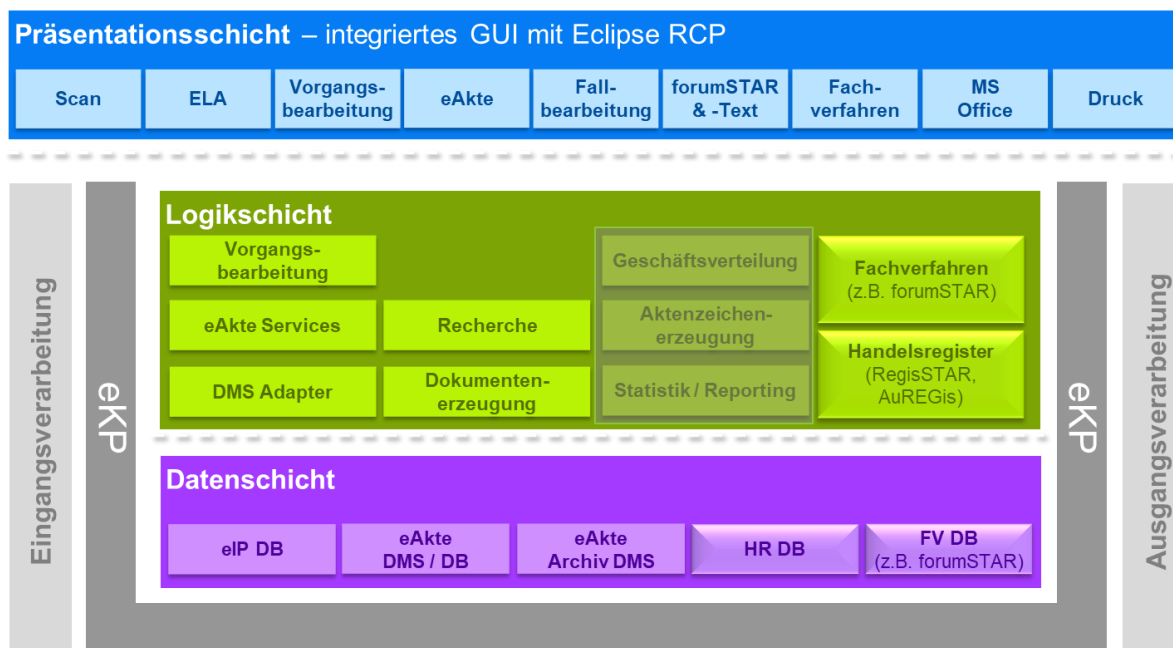 Präsentationsschicht – integriertes GUI mit Eclipse RCP
Scan
ELA
Vorgangs-
bearbeitung
eAkte
Fall-
bearbeitung
forumSTAR
& -Text
Fach-
verfahren
MS
Office
Druck
Eingangsverarbeitung
eKP
Logikschicht
Vorgangs-
bearbeitung
eAkte Services
DMS Adapter
Recherche
Dokumenten-
erzeugung
Geschäftsverteilung
Aktenzeichen-
erzeugung
Statistik / Reporting
Fachverfahren
(z.B. forumSTAR)
Handelsregister
(RegisSTAR,
AuREGis)
Datenschicht
eIP DB
eAkte
DMS / DB
eAkte
Archiv DMS
HR DB
FV DB
(z.B. forumSTAR)
eKP
Ausgangsverarbeitung